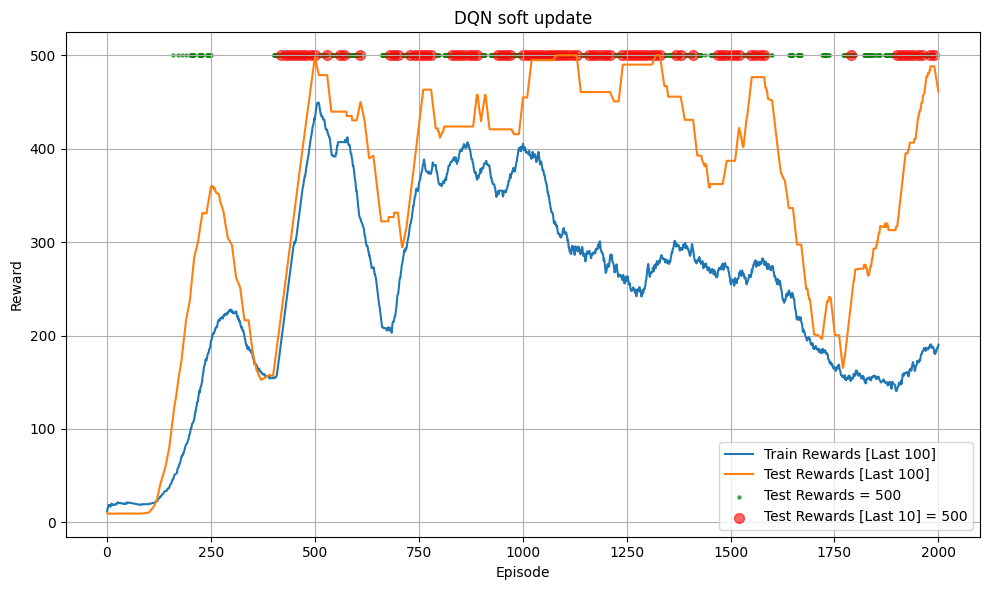 DQN soft update
Reward
500
400
300
200
100
0
Train Rewards [Last 100]
Test Rewards [Last 100]
Test Rewards = 500
Test Rewards [Last 10] = 500
0 250 500 750 1000 1250 1500 1750 2000
Episode